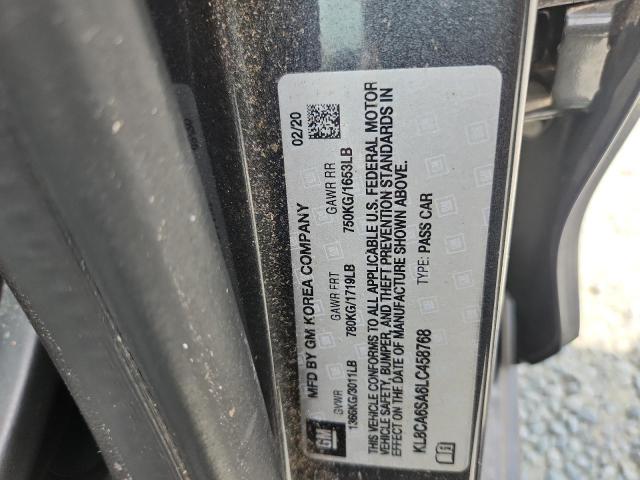 MFD BY GM KOREA COMPANY 02/20
GVWR GAWR FRT GAWR RR
1366KG/3011LB 780KG/1719LB 750KG/1653LB
THIS VEHICLE CONFORMS TO ALL APPLICABLE U.S. FEDERAL MOTOR
VEHICLE SAFETY, BUMPER, AND THEFT PREVENTION STANDARDS IN
EFFECT ON THE DATE OF MANUFACTURE SHOWN ABOVE.
KL8CA6SA6LC458768 TYPE: PASS CAR
GM